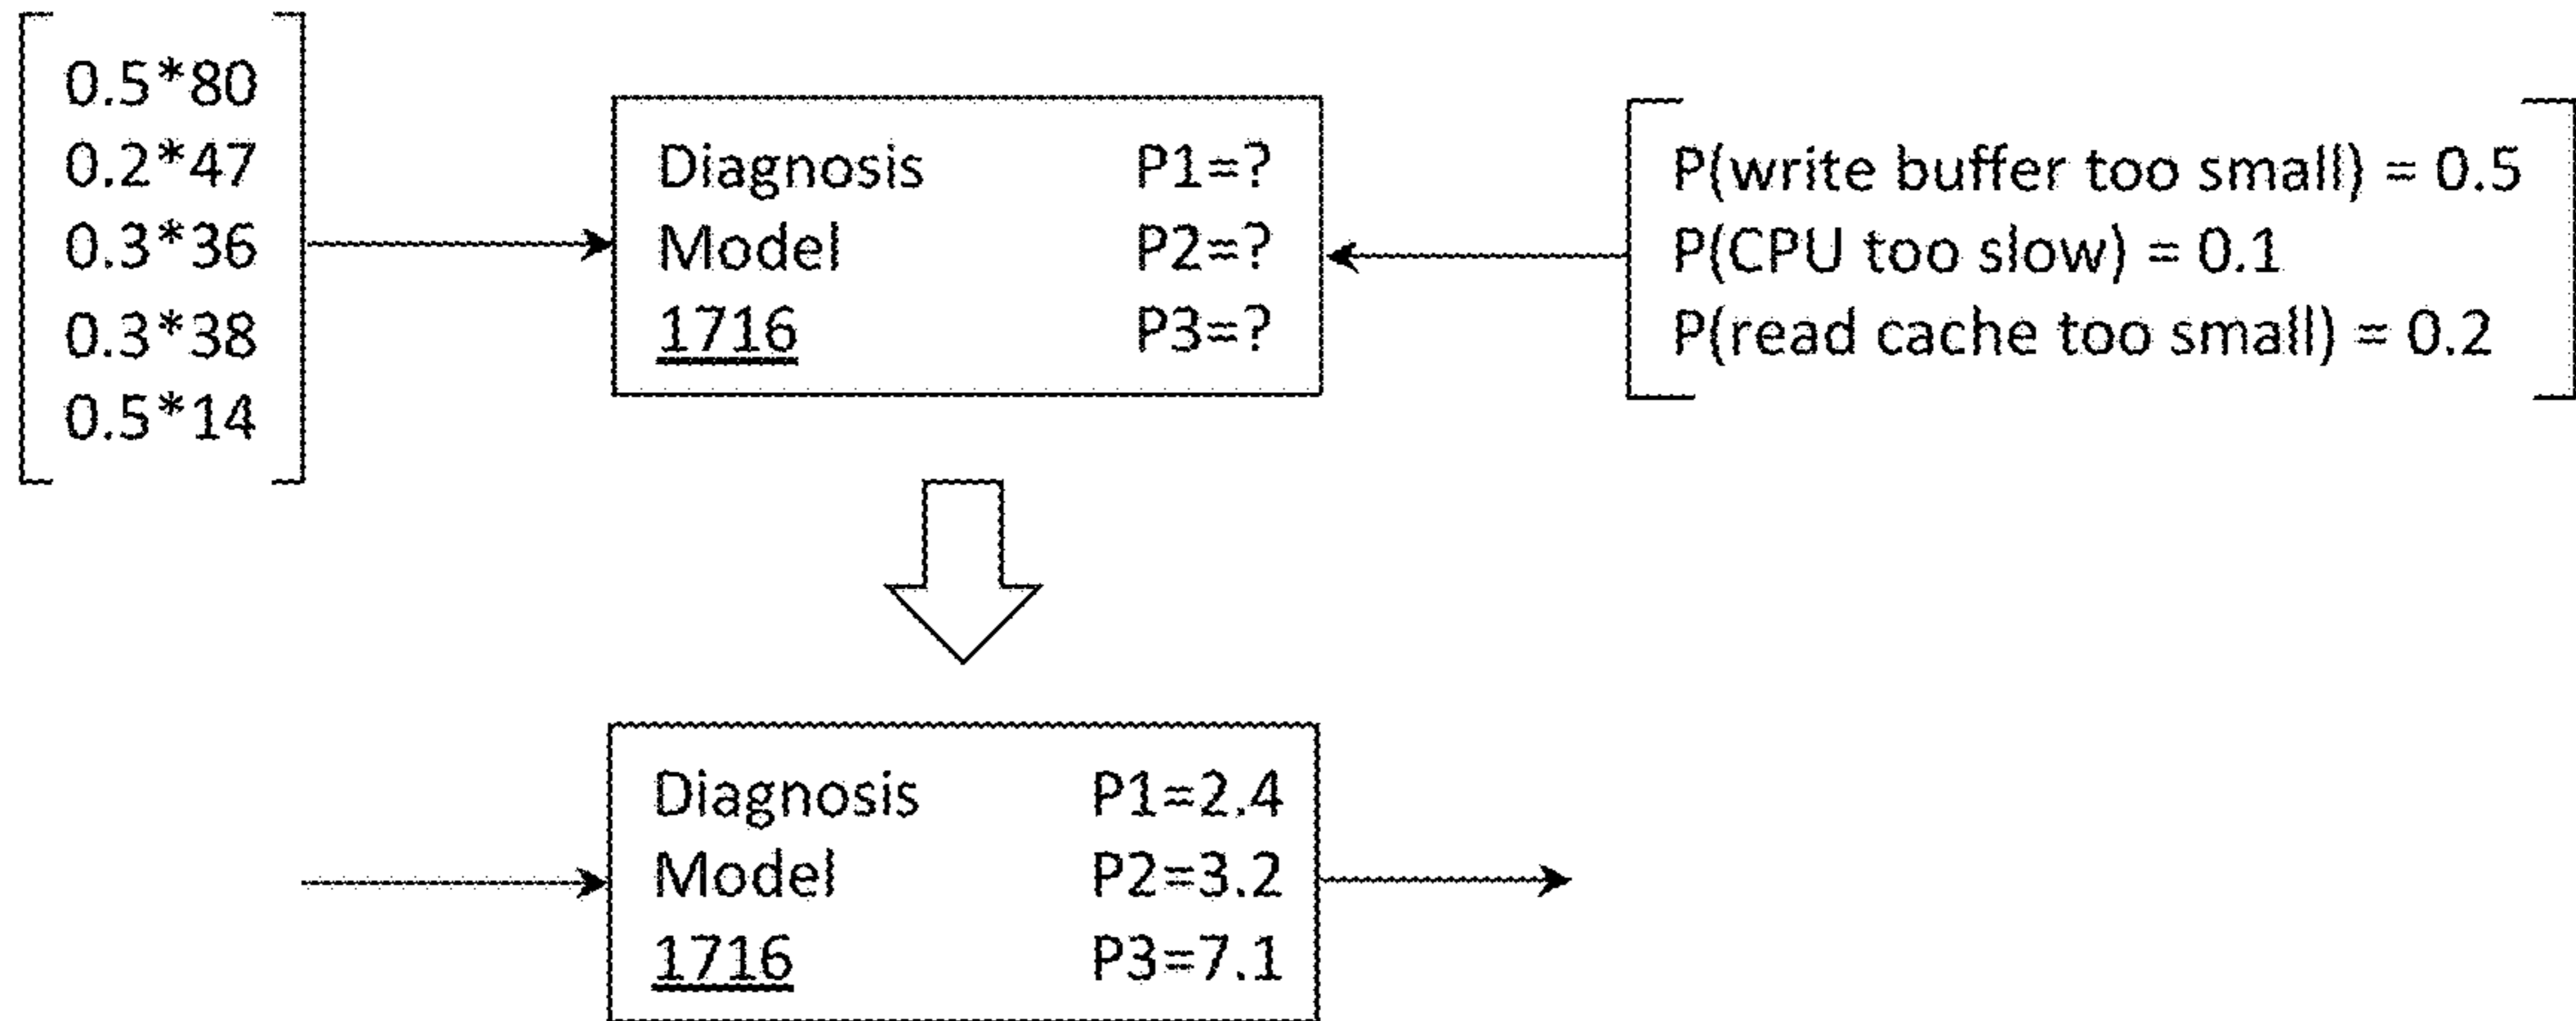 0.5*80
0.2*47
0.3*36
0.3*38
0.5*14
Diagnosis P1=?
Model P2=?
1716 P3=?
P(write buffer too small) = 0.5
P(CPU too slow) = 0.1
P(read cache too small) = 0.2
Diagnosis P1=2.4
Model P2=3.2
1716 P3=7.1